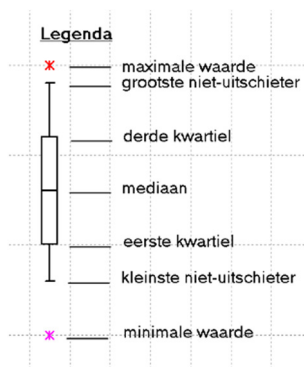 Legenda
maximale waarde
grootste niet-uitschieter
derde kwartiel
mediaan
eerste kwartiel
kleinste niet-uitschieter
minimale waarde